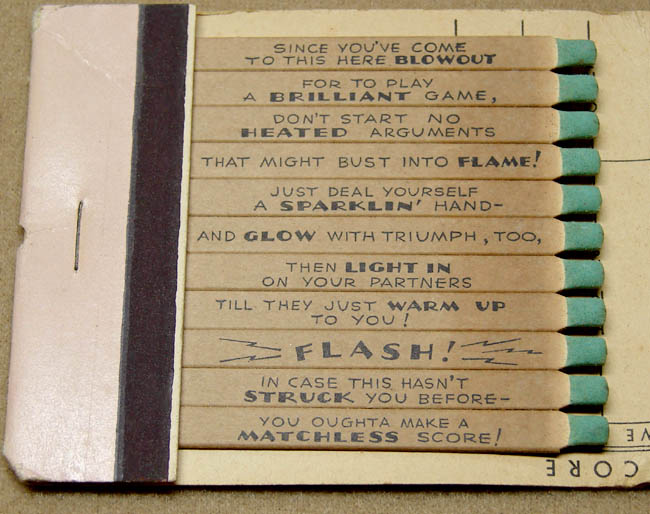 SINCE YOU'VE COME
TO THIS HERE BLOWOUT
FOR TO PLAY
A BRILLIANT GAME,
DON'T START NO
HEATED ARGUMENTS
THAT MIGHT BUST INTO FLAME!
JUST DEAL YOURSELF
A SPARKLIN' HAND-
AND GLOW WITH TRIUMPH, TOO,
THEN LIGHT IN
ON YOUR PARTNERS
TILL THEY JUST WARM UP
TO YOU!
FLASH!
IN CASE THIS HASN'T
STRUCK YOU BEFORE-
YOU OUGHTA MAKE A
MATCHLESS SCORE!
CORE